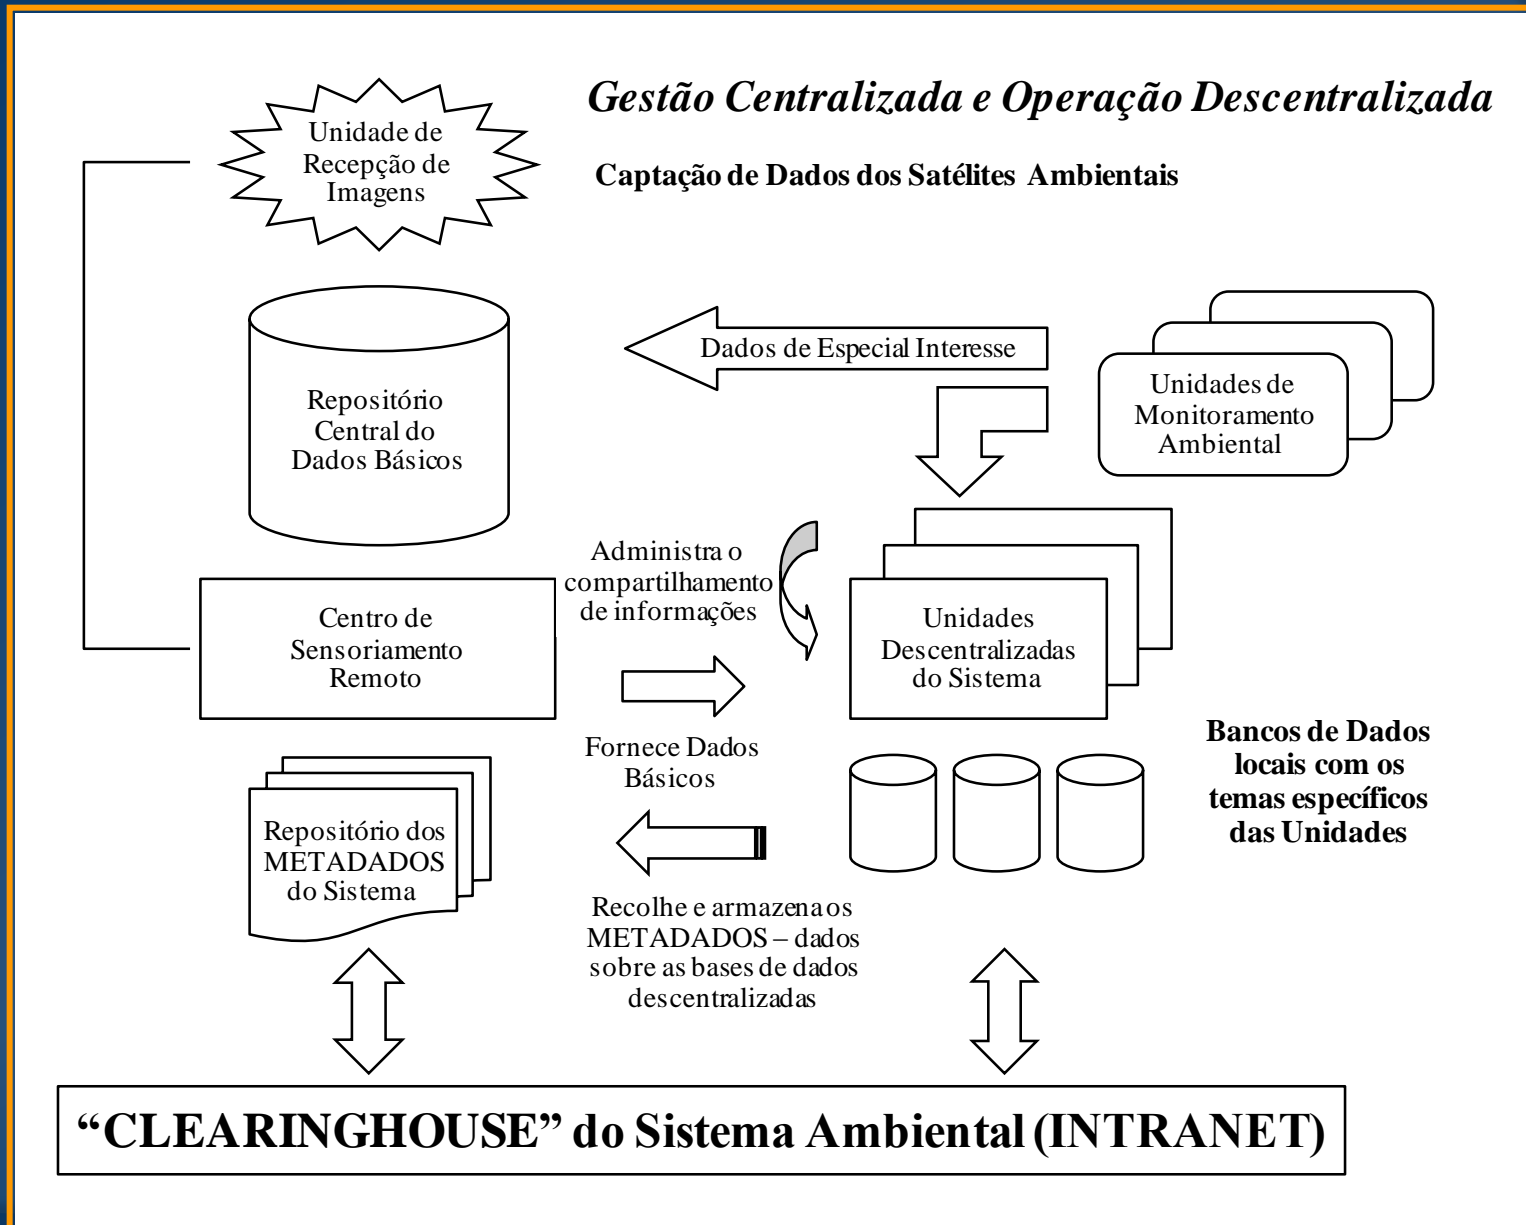 Gestão Centralizada e Operação Descentralizada
Unidade de
Recepção de
Imagens
Captação de Dados dos Satélites Ambientais
Dados de Especial Interesse
Unidades de
Monitoramento
Ambiental
Repositório
Central do
Dados Básicos
Administra o
compartilhamento
de informações
Centro de
Sensoriamento
Remoto
Unidades
Descentralizadas
do Sistema
Fornece Dados
Básicos
Bancos de Dados
locais com os
temas específicos
das Unidades
Repositório dos
METADADOS
do Sistema
Recolhe e armazena os
METADADOS – dados
sobre as bases de dados
descentralizadas
“CLEARINGHOUSE” do Sistema Ambiental (INTRANET)